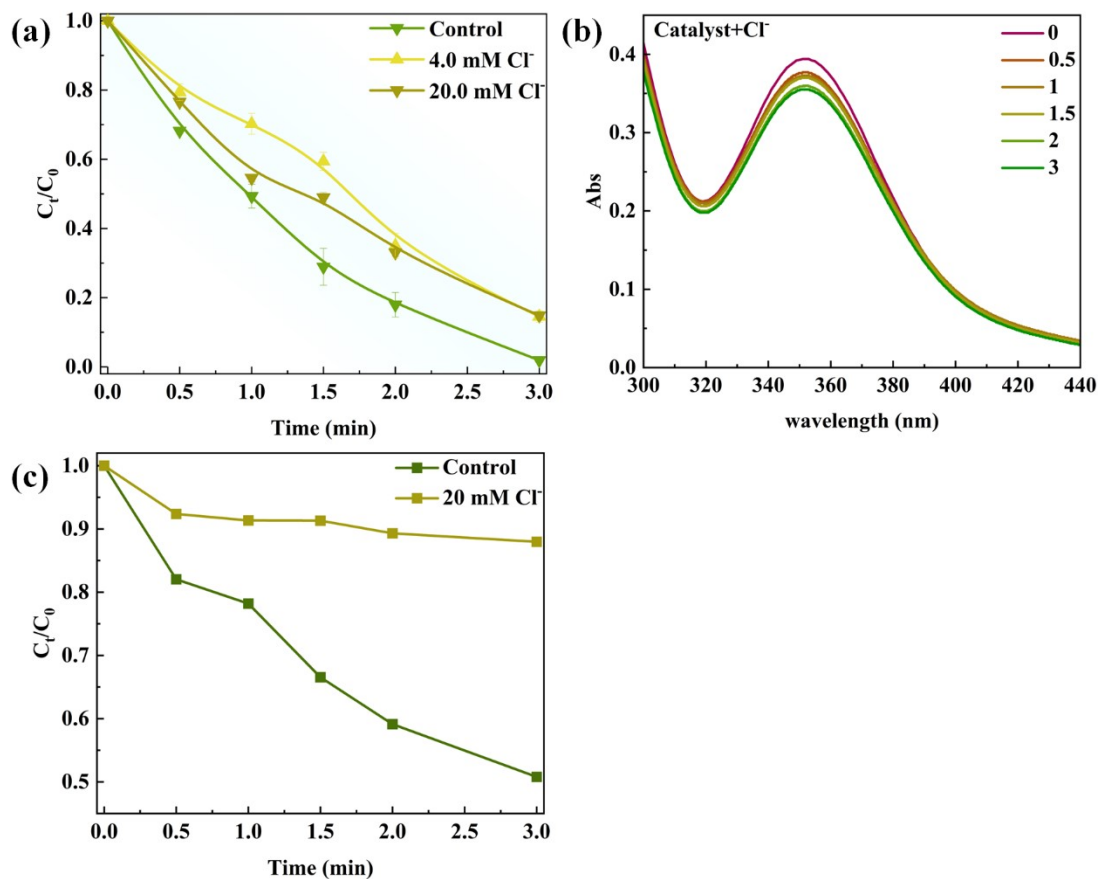 (a)
Control
4.0 mM Cl⁻
20.0 mM Cl⁻
1.0
0.8
0.6
0.4
0.2
0.0
Cₜ/C₀
0.0 0.5 1.0 1.5 2.0 2.5 3.0
Time (min)
(b)
Catalyst+Cl⁻
0
0.5
1
1.5
2
3
0.4
0.3
0.2
0.1
0.0
Abs
300 320 340 360 380 400 420 440
wavelength (nm)
(c)
Control
20 mM Cl⁻
1.0
0.9
0.8
0.7
0.6
0.5
Cₜ/C₀
0.0 0.5 1.0 1.5 2.0 2.5 3.0
Time (min)